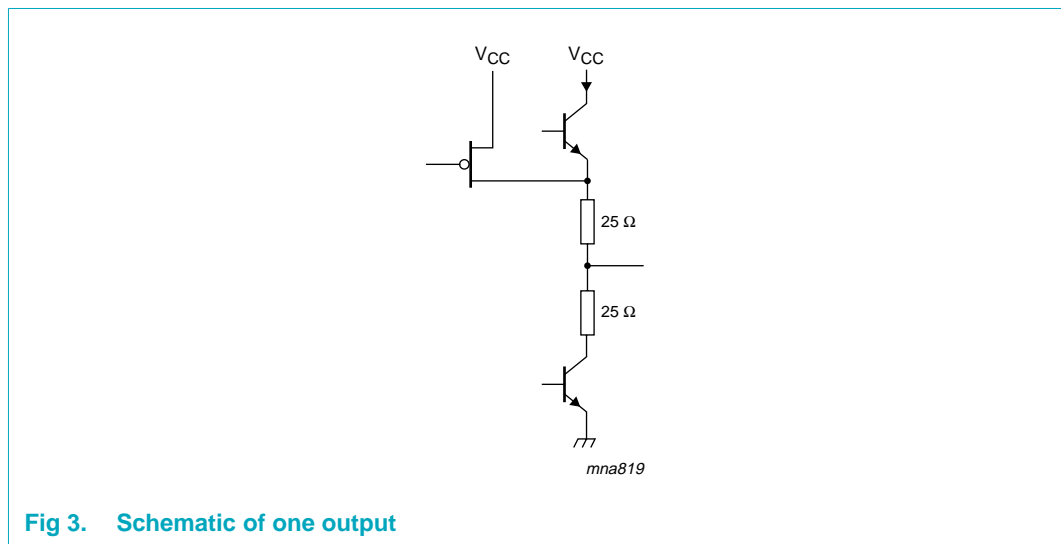 VCC VCC
25 Ω
25 Ω
mna819
Fig 3. Schematic of one output